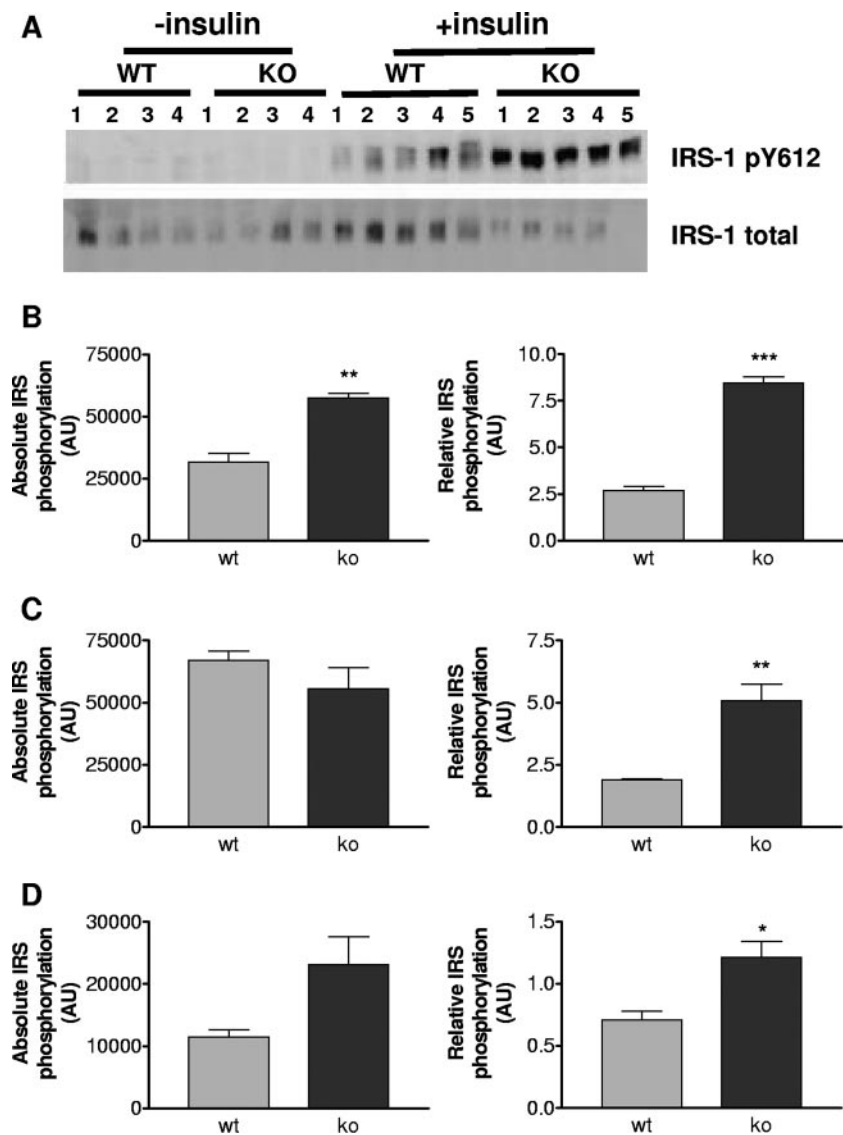 A
-insulin +insulin
WT KO WT KO
1 2 3 4 1 2 3 4 1 2 3 4 5 1 2 3 4 5
IRS-1 pY612
IRS-1 total
B
Absolute IRS
phosphorylation
(AU)
75000
50000
25000
0
**
wt ko
Relative IRS
phosphorylation
(AU)
10.0
7.5
5.0
2.5
0.0
***
wt ko
C
Absolute IRS
phosphorylation
(AU)
75000
50000
25000
0
wt ko
Relative IRS
phosphorylation
(AU)
7.5
5.0
2.5
0.0
**
wt ko
D
Absolute IRS
phosphorylation
(AU)
30000
20000
10000
0
wt ko
Relative IRS
phosphorylation
(AU)
1.5
1.0
0.5
0.0
*
wt ko